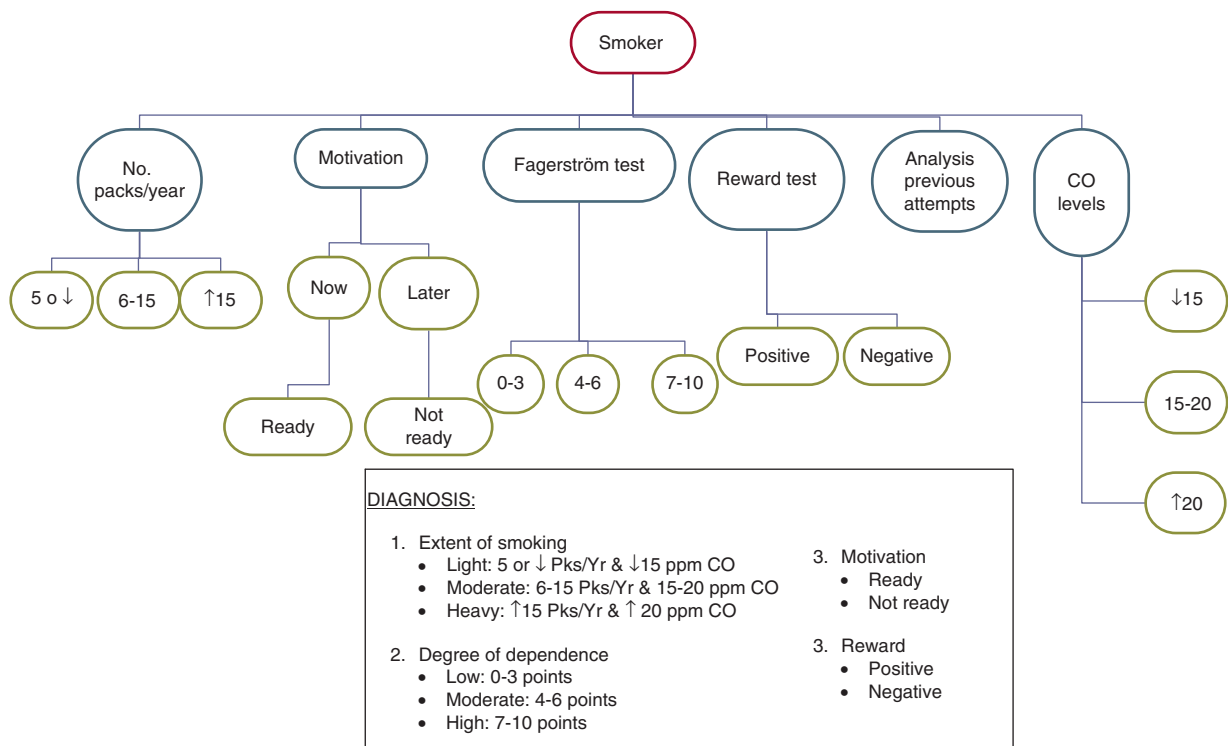 Smoker
No.
packs/year
Motivation
Fagerström test
Reward test
Analysis
previous
attempts
CO
levels
5 o ↓
6-15
↑15
Now
Later
Ready
Not
ready
0-3
4-6
7-10
Positive
Negative
↓15
15-20
↑20
DIAGNOSIS:
1. Extent of smoking
• Light: 5 or ↓ Pks/Yr & ↓15 ppm CO
• Moderate: 6-15 Pks/Yr & 15-20 ppm CO
• Heavy: ↑15 Pks/Yr & ↑ 20 ppm CO
2. Degree of dependence
• Low: 0-3 points
• Moderate: 4-6 points
• High: 7-10 points
3. Motivation
• Ready
• Not ready
3. Reward
• Positive
• Negative